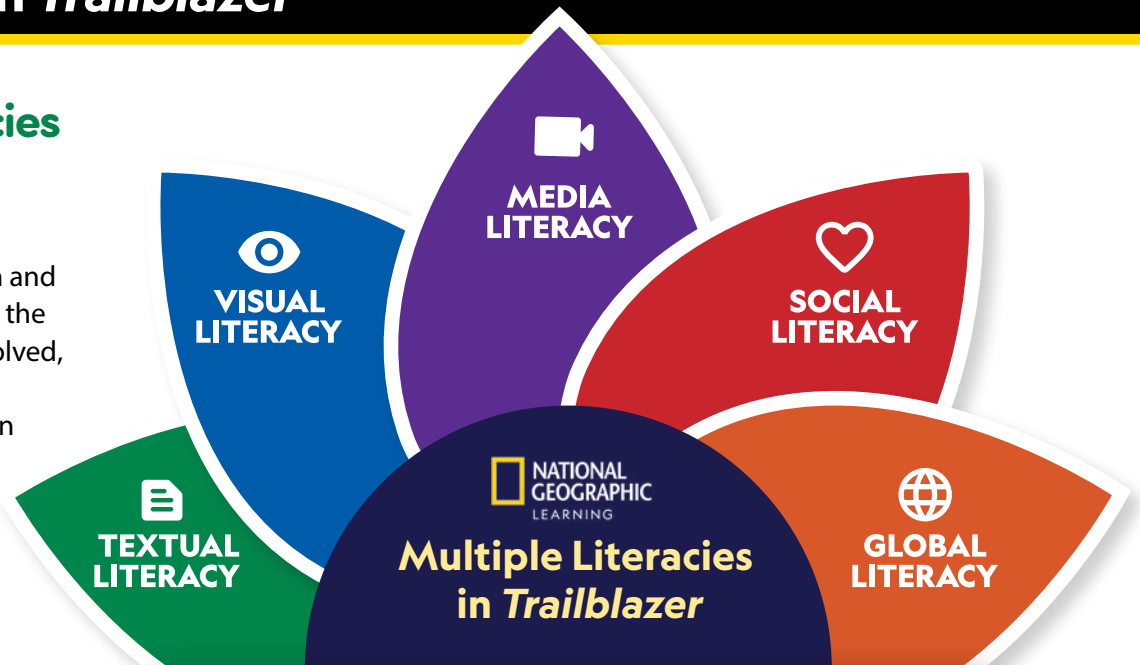 in Trailblazer
cies
and
the
olved,
n
MEDIA
LITERACY
VISUAL
LITERACY
SOCIAL
LITERACY
TEXTUAL
LITERACY
GLOBAL
LITERACY
NATIONAL
GEOGRAPHIC
LEARNING
Multiple Literacies
in Trailblazer